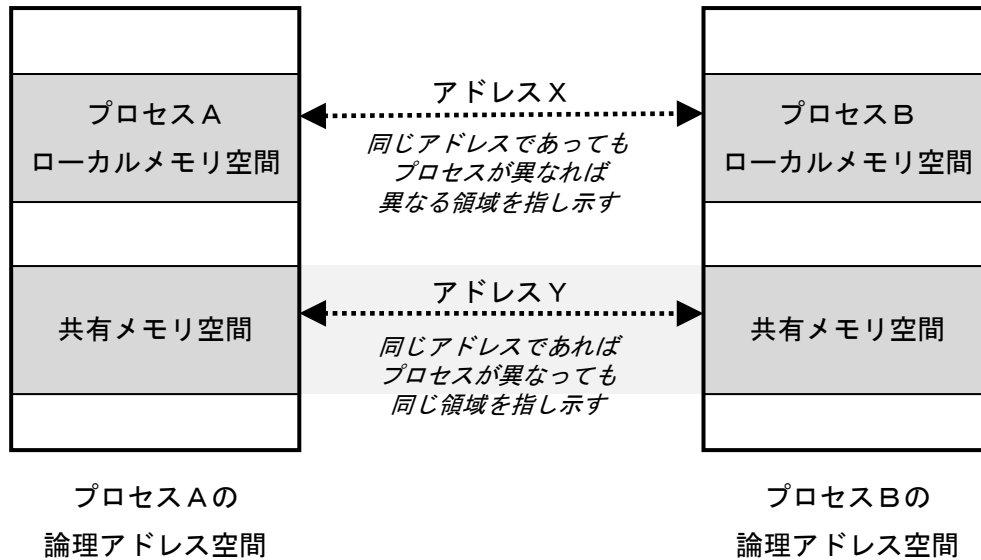 プロセスA
ローカルメモリ空間
アドレスX
同じアドレスであっても
プロセスが異なれば
異なる領域を指し示す
プロセスB
ローカルメモリ空間
共有メモリ空間
アドレスY
同じアドレスであれば
プロセスが異なっても
同じ領域を指し示す
共有メモリ空間
プロセスAの
論理アドレス空間
プロセスBの
論理アドレス空間